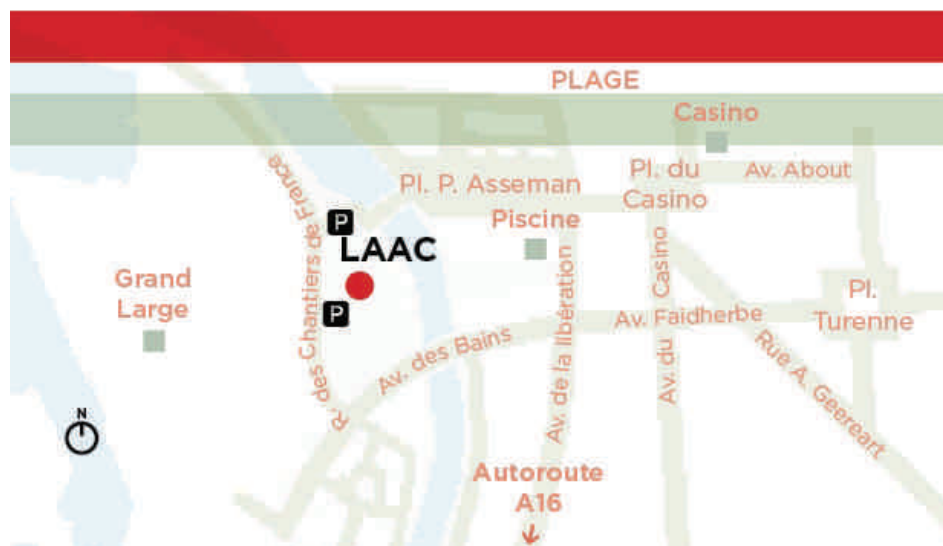 PLAGE
Casino
Pl. P. Asseman
Pl. du
Casino
Av. About
R. des Chantiers de France
P
LAAC
P
Piscine
Grand
Large
Av. des Bains
Av. de la libération
Av. du Casino
Av. Faidherbe
Pl.
Turenne
Rue A. Geereart
N
Autoroute
A16